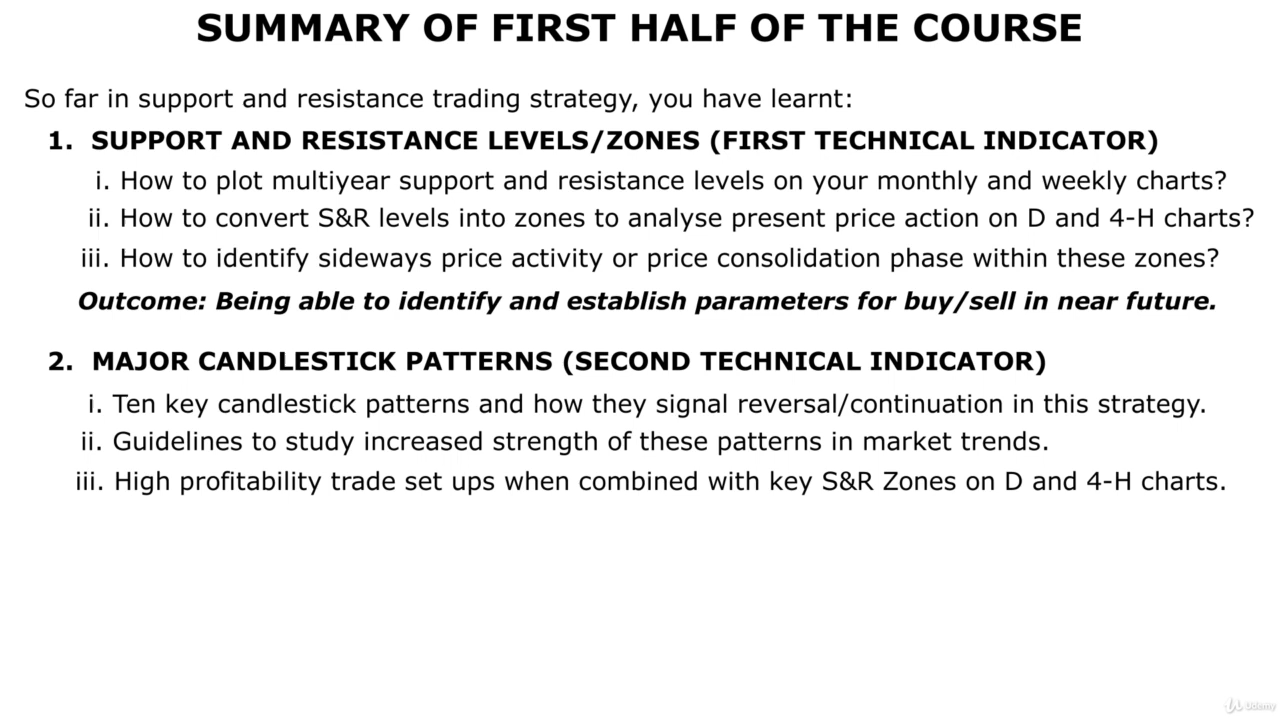 SUMMARY OF FIRST HALF OF THE COURSE
So far in support and resistance trading strategy, you have learnt:
1. SUPPORT AND RESISTANCE LEVELS/ZONES (FIRST TECHNICAL INDICATOR)
i. How to plot multiyear support and resistance levels on your monthly and weekly charts?
ii. How to convert S&R levels into zones to analyse present price action on D and 4-H charts?
iii. How to identify sideways price activity or price consolidation phase within these zones?
Outcome: Being able to identify and establish parameters for buy/sell in near future.
2. MAJOR CANDLESTICK PATTERNS (SECOND TECHNICAL INDICATOR)
i. Ten key candlestick patterns and how they signal reversal/continuation in this strategy.
ii. Guidelines to study increased strength of these patterns in market trends.
iii. High profitability trade set ups when combined with key S&R Zones on D and 4-H charts.
Udemy